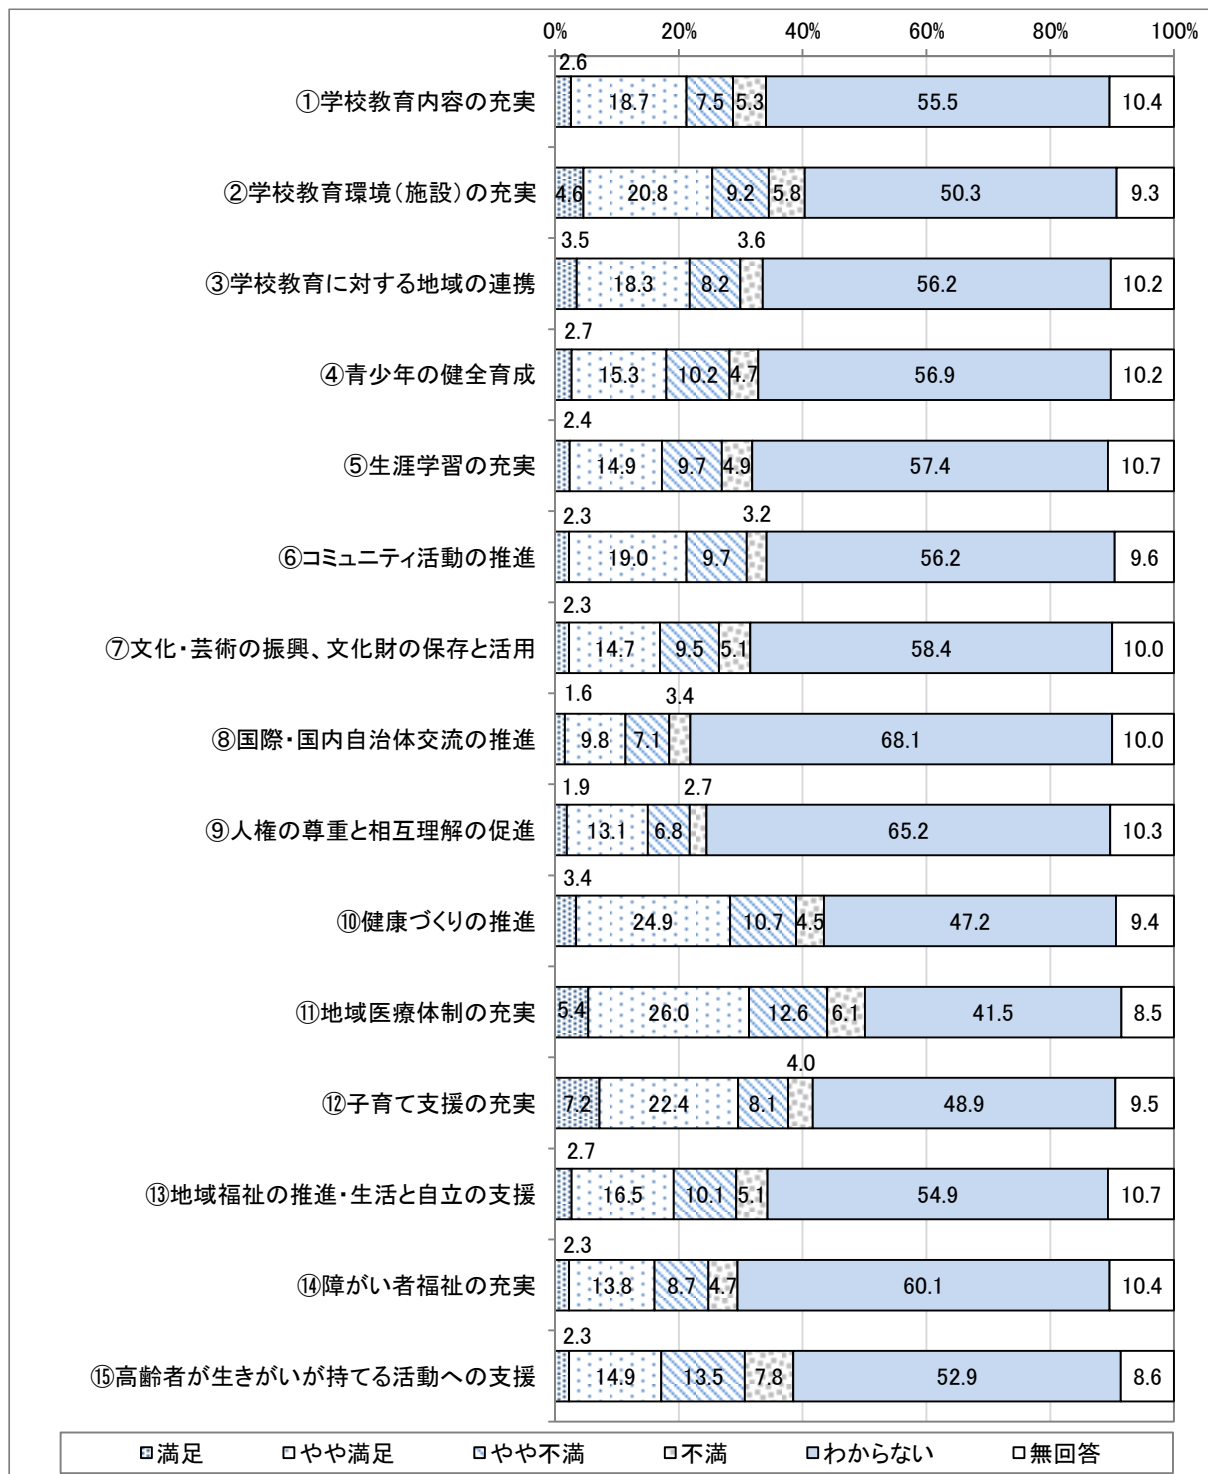 0% 20% 40% 60% 80% 100%
2.6
①学校教育内容の充実 18.7 7.5 5.3 55.5 10.4
②学校教育環境(施設)の充実 4.6 20.8 9.2 5.8 50.3 9.3
3.5 3.6
③学校教育に対する地域の連携 18.3 8.2 56.2 10.2
2.7
④青少年の健全育成 15.3 10.2 4.7 56.9 10.2
2.4
⑤生涯学習の充実 14.9 9.7 4.9 57.4 10.7
2.3 3.2
⑥コミュニティ活動の推進 19.0 9.7 56.2 9.6
2.3
⑦文化・芸術の振興、文化財の保存と活用 14.7 9.5 5.1 58.4 10.0
1.6 3.4
⑧国際・国内自治体交流の推進 9.8 7.1 68.1 10.0
1.9 2.7
⑨人権の尊重と相互理解の促進 13.1 6.8 65.2 10.3
3.4
⑩健康づくりの推進 24.9 10.7 4.5 47.2 9.4
⑪地域医療体制の充実 5.4 26.0 12.6 6.1 41.5 8.5
4.0
⑫子育て支援の充実 7.2 22.4 8.1 48.9 9.5
2.7
⑬地域福祉の推進・生活と自立の支援 16.5 10.1 5.1 54.9 10.7
2.3
⑭障がい者福祉の充実 13.8 8.7 4.7 60.1 10.4
2.3
⑮高齢者が生きがいが持てる活動への支援 14.9 13.5 7.8 52.9 8.6
満足 やや満足 やや不満 不満 わからない 無回答